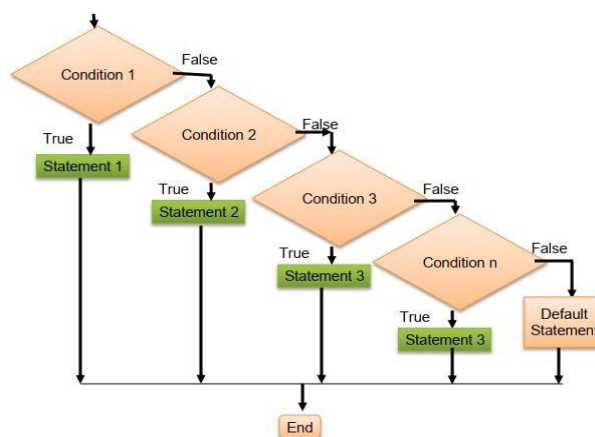 Condition 1
False
True
Statement 1
Condition 2
False
True
Statement 2
Condition 3
False
True
Statement 3
Condition n
False
True
Statement 3
Default
Statement
End